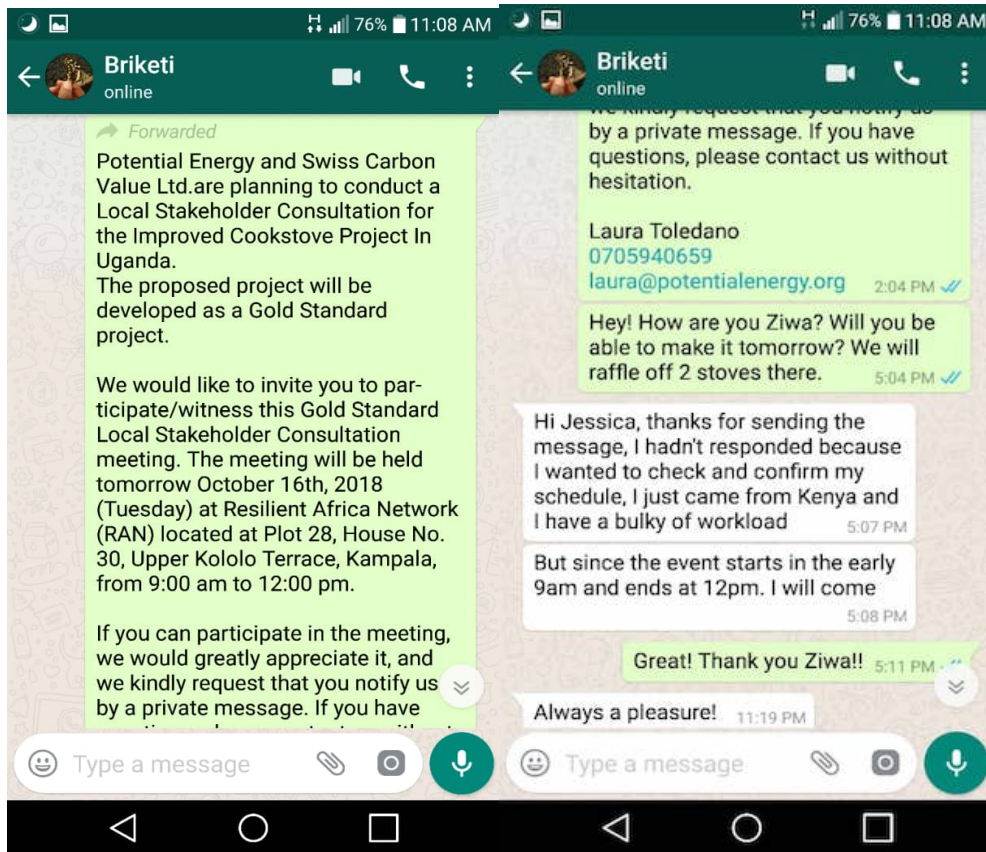 76% 11:08 AM
Briketi
online
Forwarded
Potential Energy and Swiss Carbon
Value Ltd.are planning to conduct a
Local Stakeholder Consultation for
the Improved Cookstove Project In
Uganda.
The proposed project will be
developed as a Gold Standard
project.
We would like to invite you to par-
ticipate/witness this Gold Standard
Local Stakeholder Consultation
meeting. The meeting will be held
tomorrow October 16th, 2018
(Tuesday) at Resilient Africa Network
(RAN) located at Plot 28, House No.
30, Upper Kololo Terrace, Kampala,
from 9:00 am to 12:00 pm.
If you can participate in the meeting,
we would greatly appreciate it, and
we kindly request that you notify us
by a private message. If you have
Type a message
H 76% 11:08 AM
Briketi
online
we kindly request that you notify us
by a private message. If you have
questions, please contact us without
hesitation.
Laura Toledano
0705940659
laura@potentialenergy.org 2:04 PM
Hey! How are you Ziwa? Will you be
able to make it tomorrow? We will
raffle off 2 stoves there. 5:04 PM
Hi Jessica, thanks for sending the
message, I hadn't responded because
I wanted to check and confirm my
schedule, I just came from Kenya and
I have a bulky of workload 5:07 PM
But since the event starts in the early
9am and ends at 12pm. I will come
5:08 PM
Great! Thank you Ziwa!! 5:11 PM
Always a pleasure! 11:19 PM
Type a message